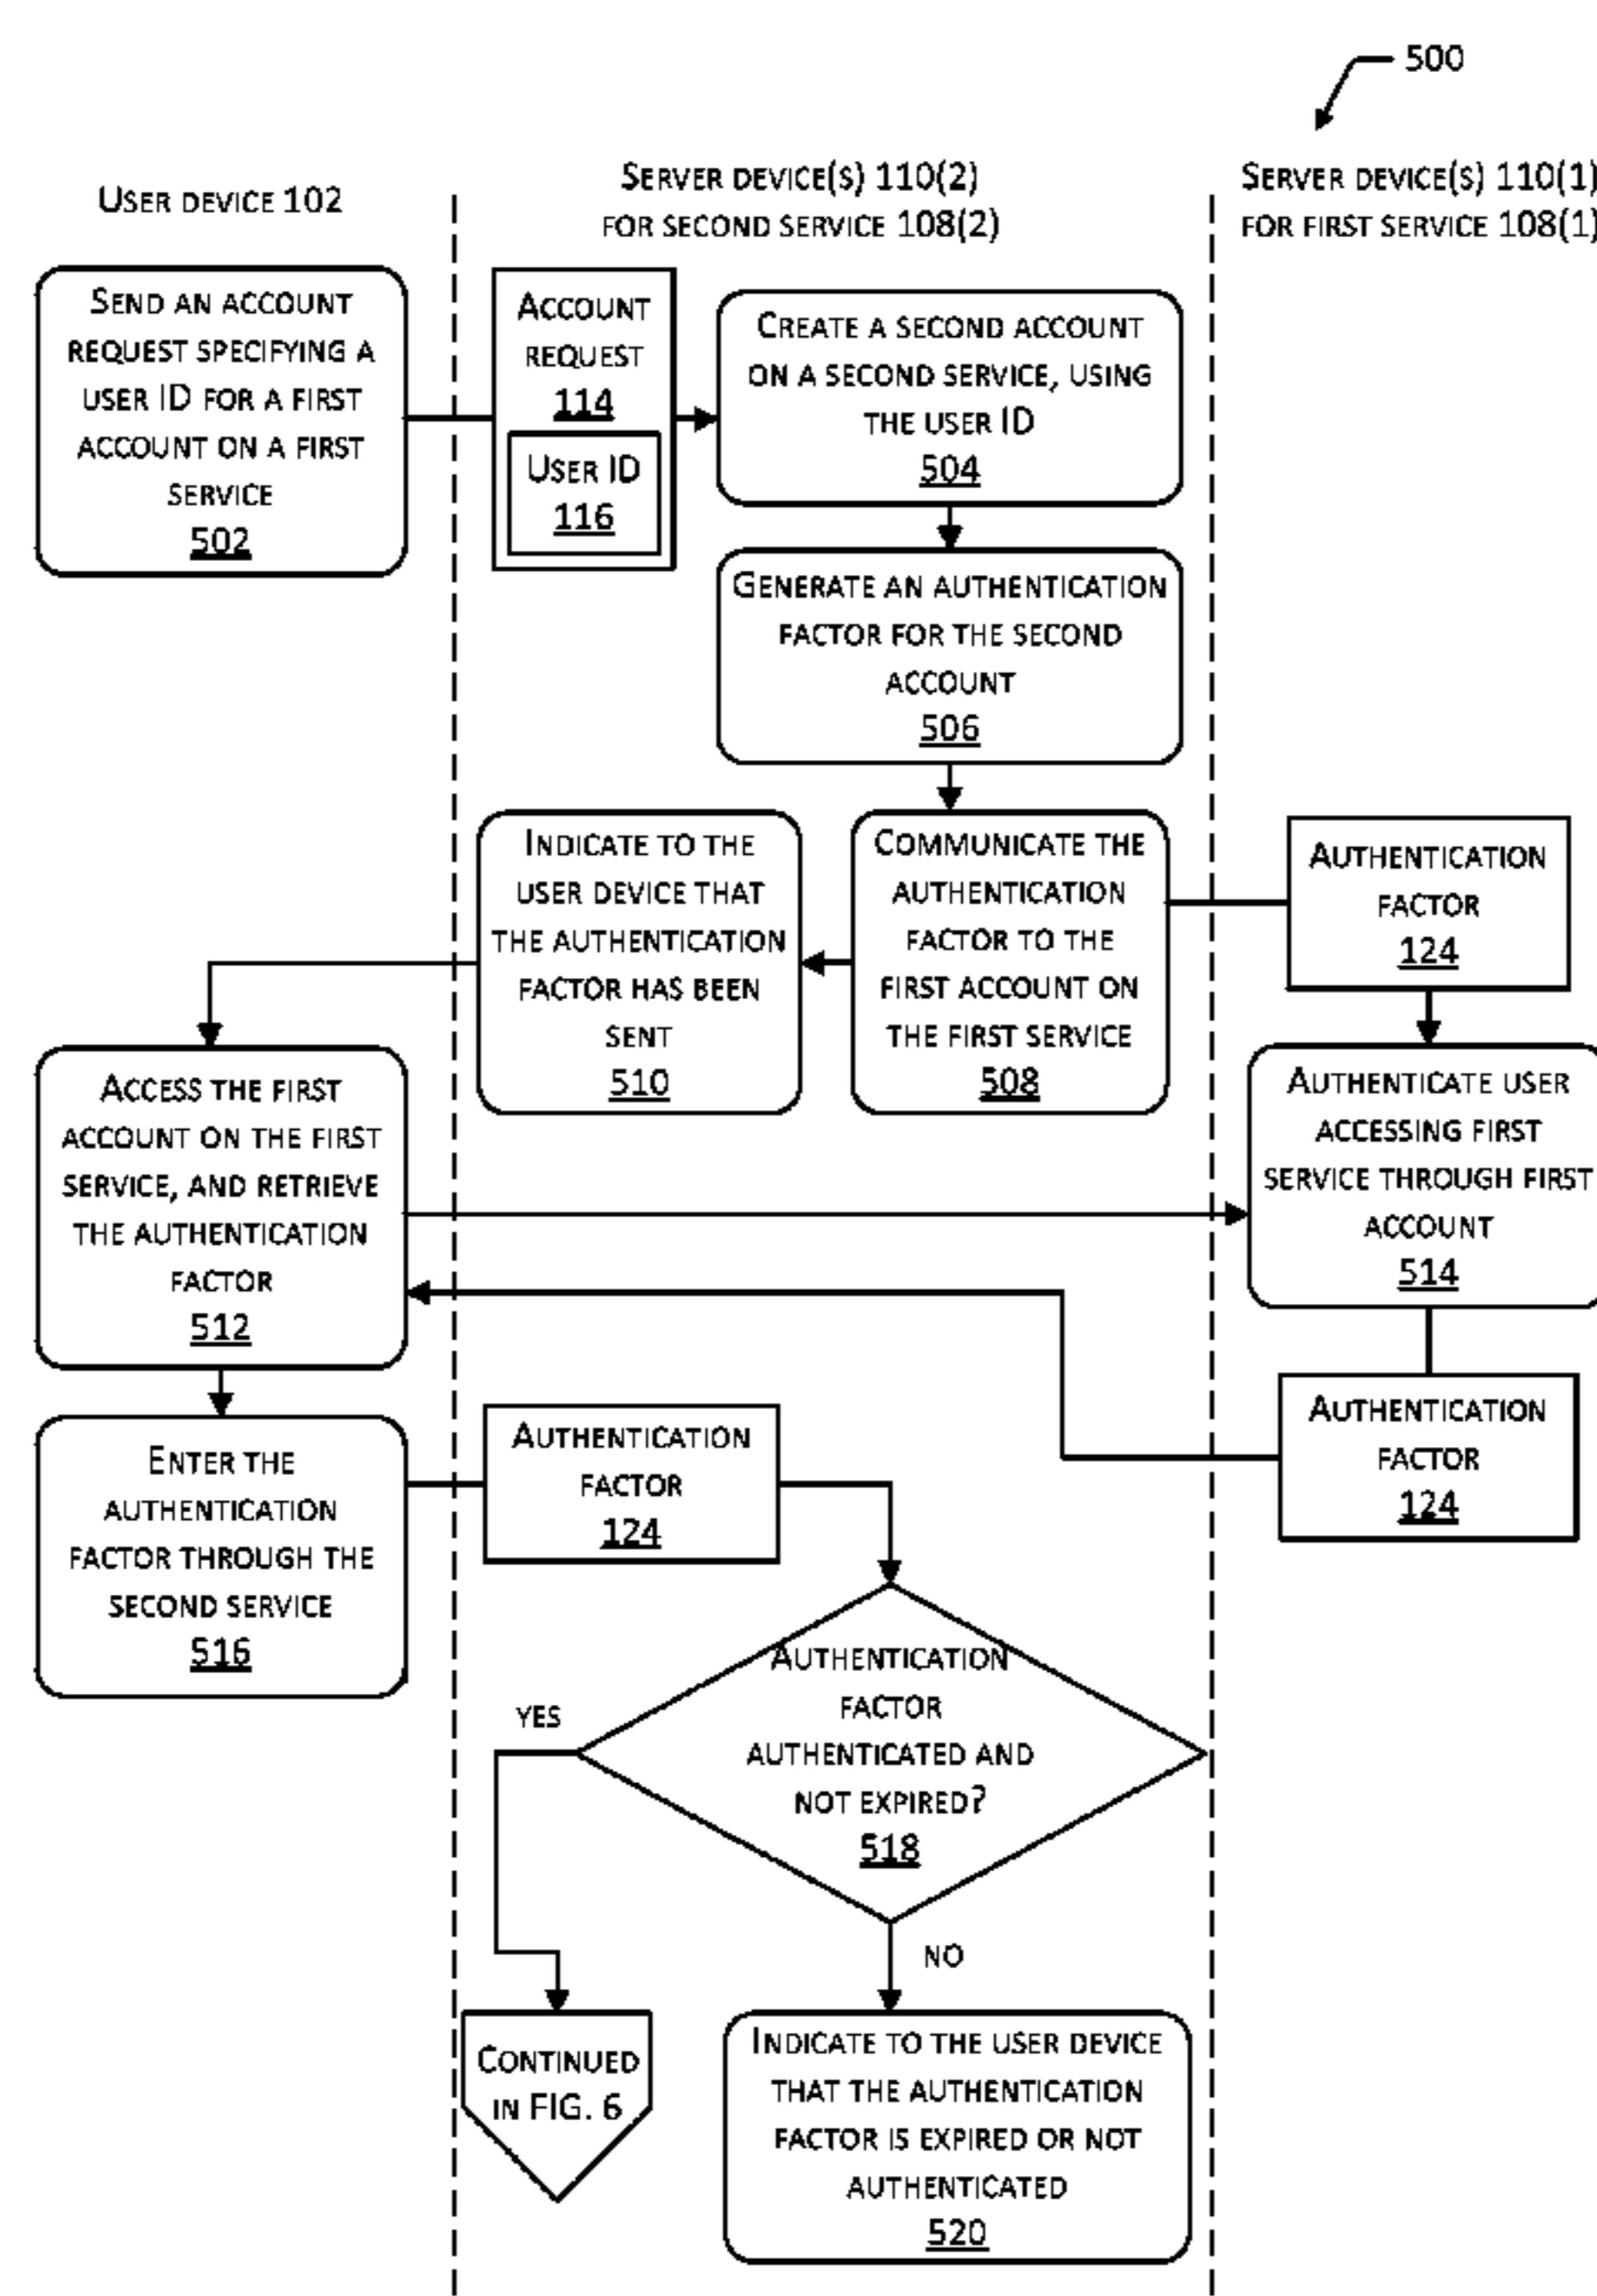 500
USER DEVICE 102
SERVER DEVICE(S) 110(2)
FOR SECOND SERVICE 108(2)
SERVER DEVICE(S) 110(1)
FOR FIRST SERVICE 108(1)
SEND AN ACCOUNT
REQUEST SPECIFYING A
USER ID FOR A FIRST
ACCOUNT ON A FIRST
SERVICE
502
ACCOUNT
REQUEST
114
USER ID
116
CREATE A SECOND ACCOUNT
ON A SECOND SERVICE, USING
THE USER ID
504
GENERATE AN AUTHENTICATION
FACTOR FOR THE SECOND
ACCOUNT
506
INDICATE TO THE
USER DEVICE THAT
THE AUTHENTICATION
FACTOR HAS BEEN
SENT
510
COMMUNICATE THE
AUTHENTICATION
FACTOR TO THE
FIRST ACCOUNT ON
THE FIRST SERVICE
508
AUTHENTICATION
FACTOR
124
ACCESS THE FIRST
ACCOUNT ON THE FIRST
SERVICE, AND RETRIEVE
THE AUTHENTICATION
FACTOR
512
AUTHENTICATE USER
ACCESSING FIRST
SERVICE THROUGH FIRST
ACCOUNT
514
AUTHENTICATION
FACTOR
124
ENTER THE
AUTHENTICATION
FACTOR THROUGH THE
SECOND SERVICE
516
AUTHENTICATION
FACTOR
124
AUTHENTICATION
FACTOR
AUTHENTICATED AND
NOT EXPIRED?
518
YES
NO
CONTINUED
IN FIG. 6
INDICATE TO THE USER DEVICE
THAT THE AUTHENTICATION
FACTOR IS EXPIRED OR NOT
AUTHENTICATED
520